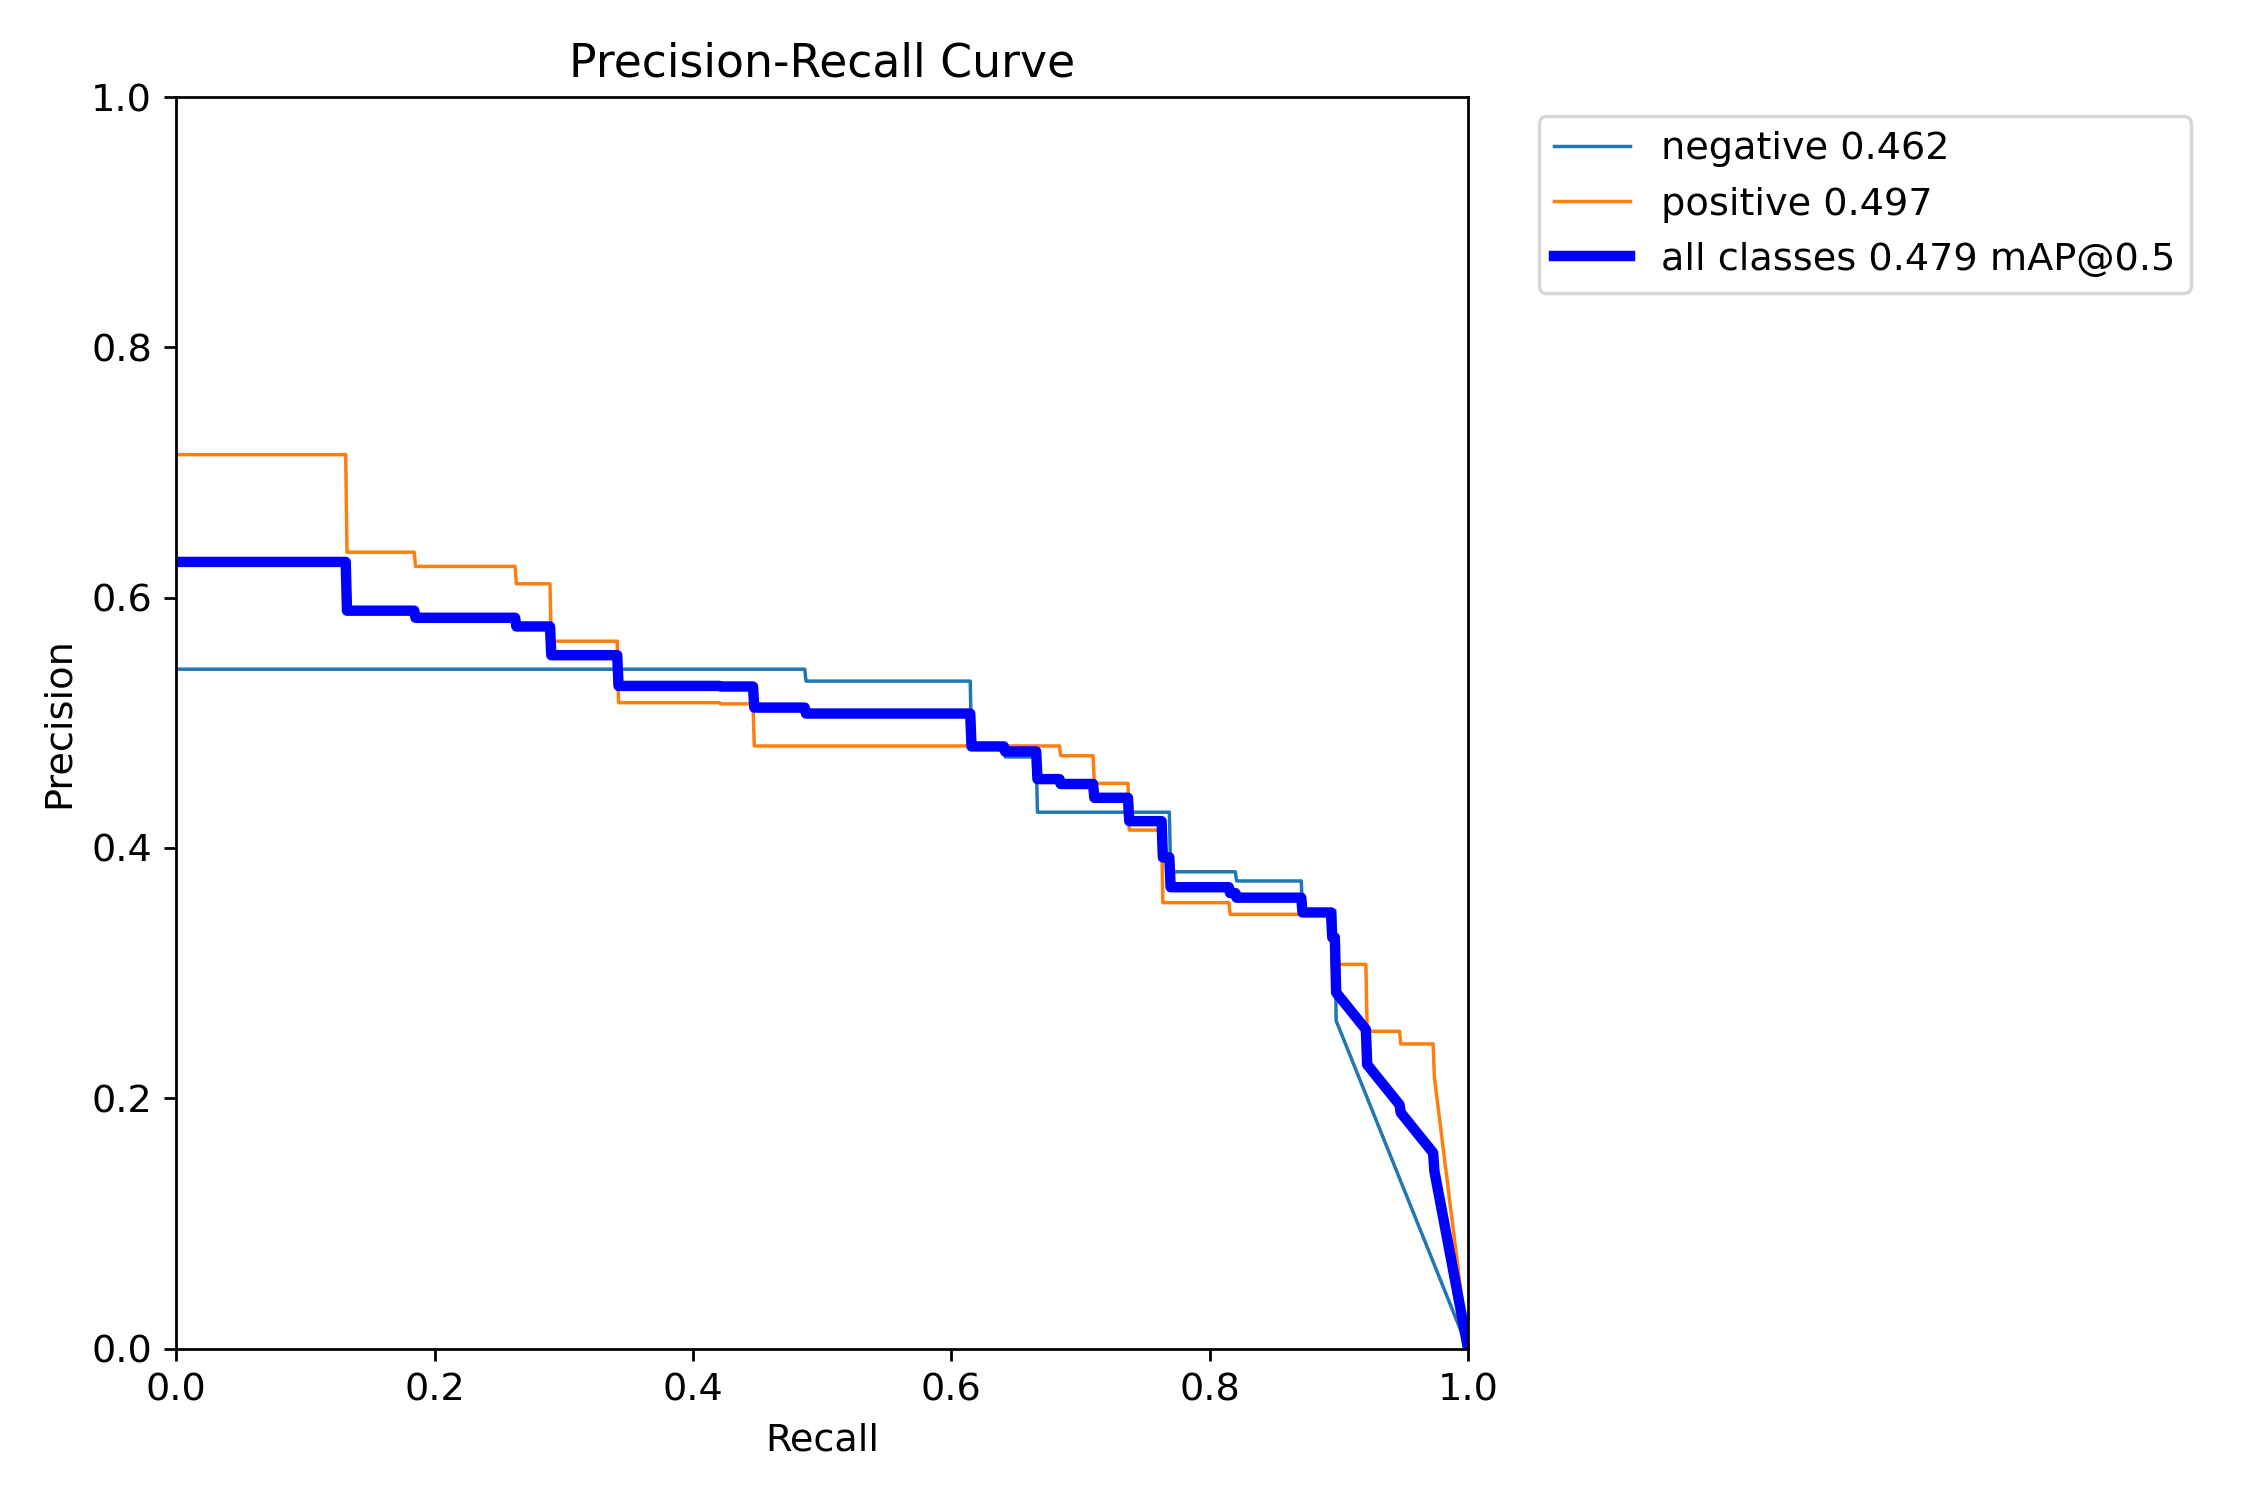 Precision-Recall Curve
1.0
0.8
0.6
0.4
0.2
0.0
Precision
0.0 0.2 0.4 0.6 0.8 1.0
Recall
negative 0.462
positive 0.497
all classes 0.479 mAP@0.5